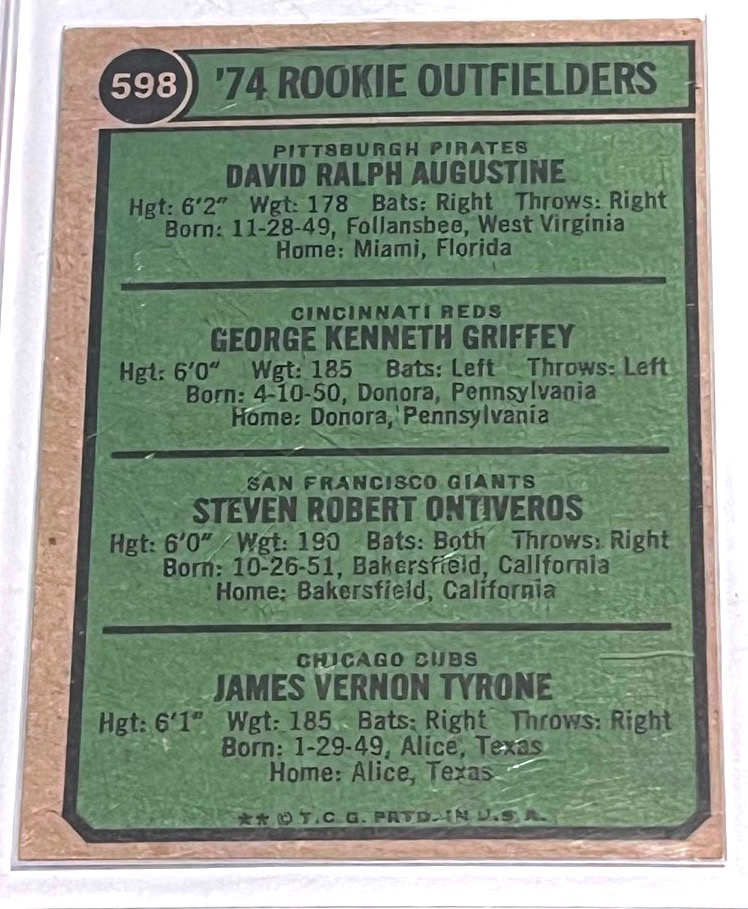 598
'74 ROOKIE OUTFIELDERS
PITTSBURGH PIRATES
DAVID RALPH AUGUSTINE
Hgt: 6'2" Wgt: 178 Bats: Right Throws: Right
Born: 11-28-49, Follansbee, West Virginia
Home: Miami, Florida
CINCINNATI REDS
GEORGE KENNETH GRIFFEY
Hgt: 6'0" Wgt: 185 Bats: Left Throws: Left
Born: 4-10-50, Donora, Pennsylvania
Home: Donora, Pennsylvania
SAN FRANCISCO GIANTS
STEVEN ROBERT ONTIVEROS
Hgt: 6'0" Wgt: 190 Bats: Both Throws: Right
Born: 10-26-51, Bakersfield, California
Home: Bakersfield, California
CHICAGO CUBS
JAMES VERNON TYRONE
Hgt: 6'1" Wgt: 185 Bats: Right Throws: Right
Born: 1-29-49, Alice, Texas
Home: Alice, Texas
** © T.C.G. PRTD. IN U.S.A.